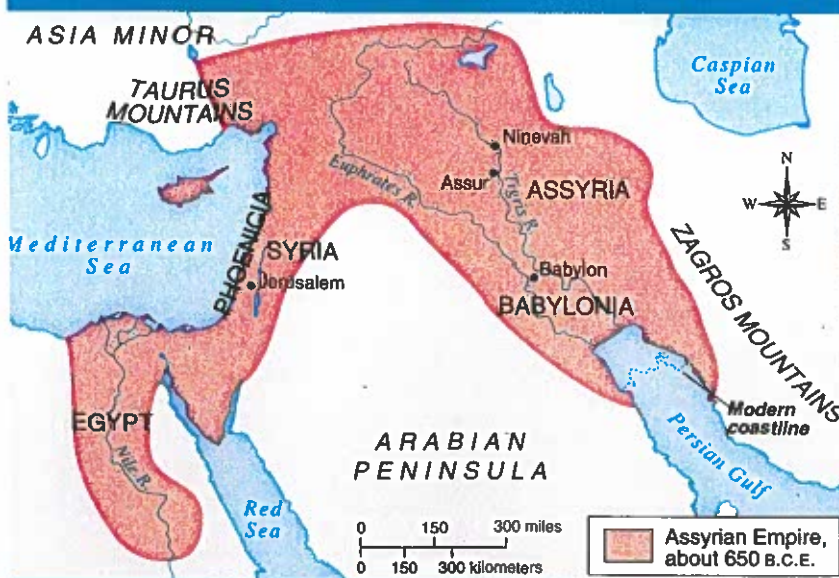 ASIA MINOR
Caspian
Sea
TAURUS
MOUNTAINS
Ninevah
Assur
Euphrates R.
Tigris R.
ASSYRIA
N
W
E
S
Mediterranean
Sea
PHOENICIA
SYRIA
Jerusalem
Babylon
BABYLONIA
ZAGROS MOUNTAINS
EGYPT
Nile R.
Modern
coastline
ARABIAN
PENINSULA
Persian Gulf
Red
Sea
0 150 300 miles
0 150 300 kilometers
Assyrian Empire,
about 650 B.C.E.